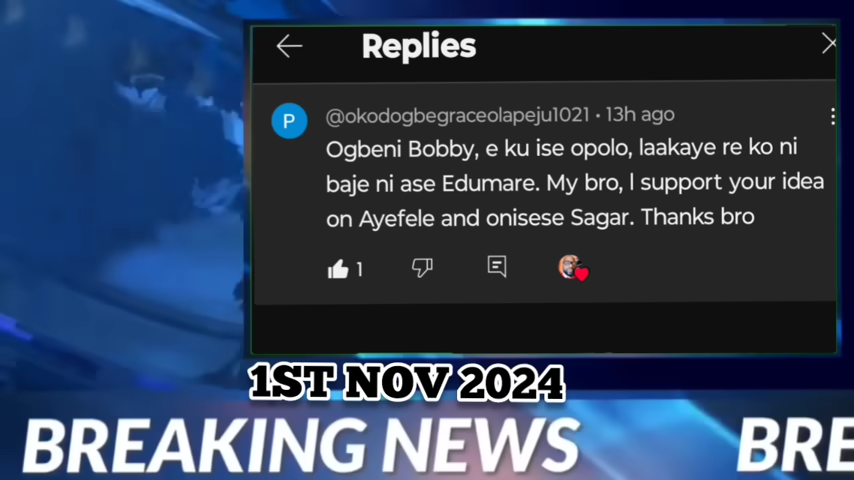 Replies
P
@okodogbegraceolapeju1021 • 13h ago
Ogbeni Bobby, e ku ise opolo, laakaye re ko ni
baje ni ase Edumare. My bro, I support your idea
on Ayefele and onisese Sagar. Thanks bro
1
1ST NOV 2024
BREAKING NEWS BRE